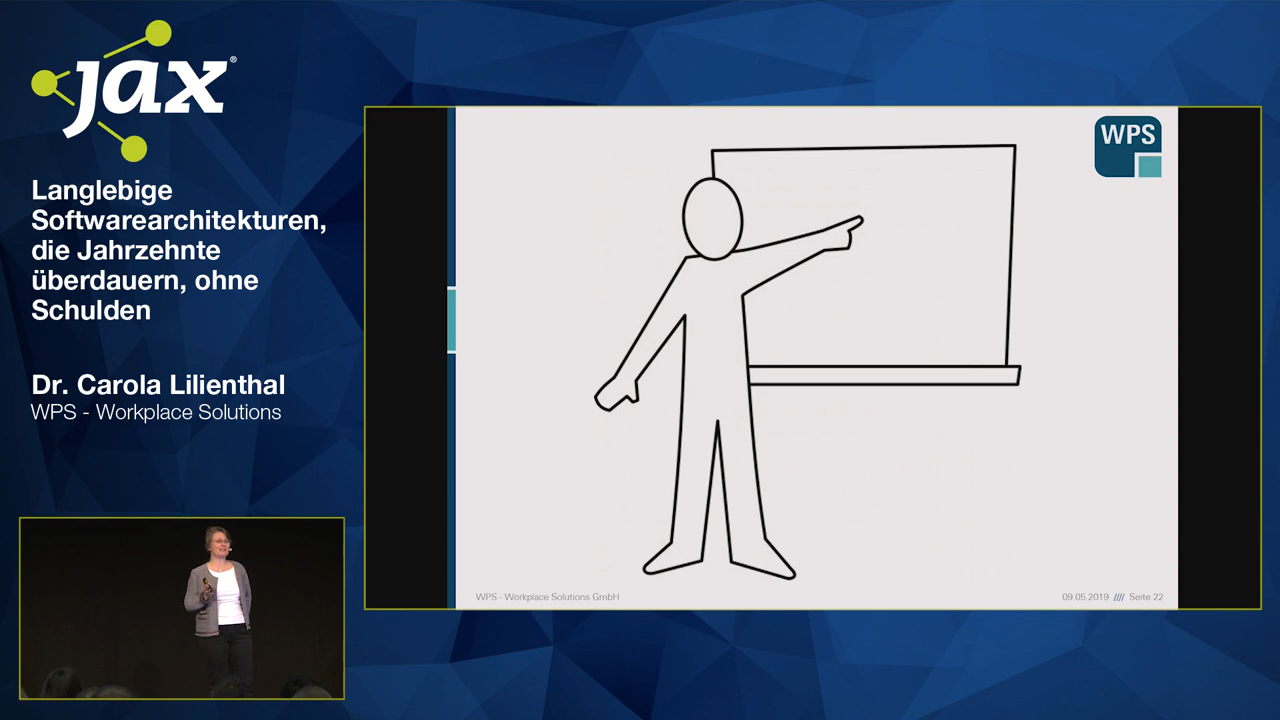 jax®
Langlebige
Softwarearchitekturen,
die Jahrzehnte
überdauern, ohne
Schulden
Dr. Carola Lilienthal
WPS - Workplace Solutions
WPS
WPS - Workplace Solutions GmbH
09.05.2019 //// Seite 22